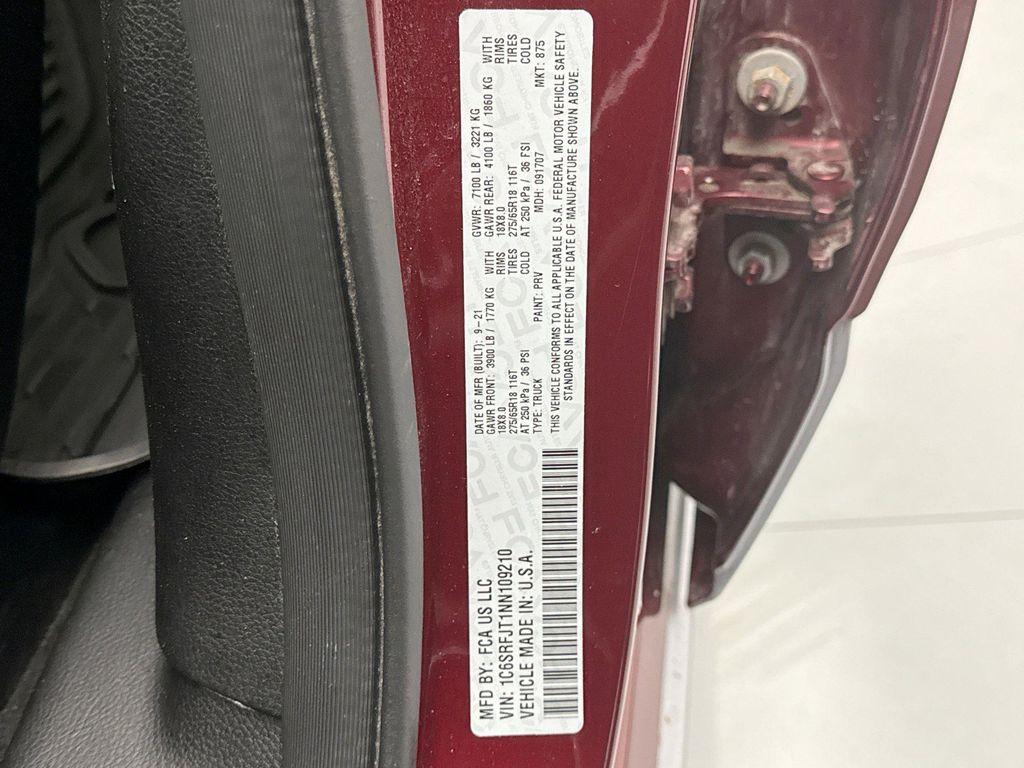 MFD BY: FCA US LLC
VIN: 1C6SRFJT1NN109210
VEHICLE MADE IN: U.S.A.
DATE OF MFR (BUILT): 9-21 GVWR: 7100 LB / 3221 KG
GAWR FRONT: 3900 LB / 1770 KG WITH GAWR REAR: 4100 LB / 1860 KG WITH
18X8.0 RIMS 18X8.0 RIMS
275/65R18 116T TIRES 275/65R18 116T TIRES
AT 250 kPa / 36 PSI COLD AT 250 kPa / 36 PSI COLD
TYPE: TRUCK PAINT: PRV MDH: 091707 MKT: 875
THIS VEHICLE CONFORMS TO ALL APPLICABLE U.S.A. FEDERAL MOTOR VEHICLE SAFETY
STANDARDS IN EFFECT ON THE DATE OF MANUFACTURE SHOWN ABOVE.